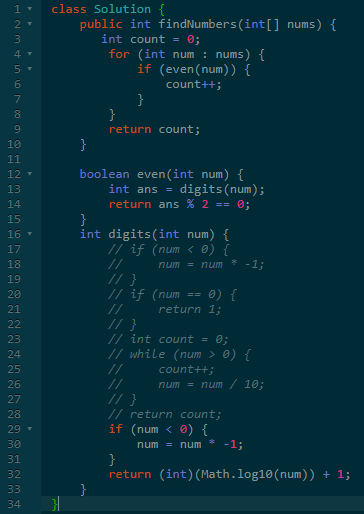 1 class Solution {
2     public int findNumbers(int[] nums) {
3        int count = 0;
4         for (int num : nums) {
5             if (even(num)) {
6                 count++;
7             }
8         }
9         return count;
10     }
11
12     boolean even(int num) {
13         int ans = digits(num);
14         return ans % 2 == 0;
15     }
16     int digits(int num) {
17         // if (num < 0) {
18         //     num = num * -1;
19         // }
20         // if (num == 0) {
21         //     return 1;
22         // }
23         // int count = 0;
24         // while (num > 0) {
25         //     count++;
26         //     num = num / 10;
27         // }
28         // return count;
29         if (num < 0) {
30             num = num * -1;
31         }
32         return (int)(Math.log10(num)) + 1;
33     }
34 }